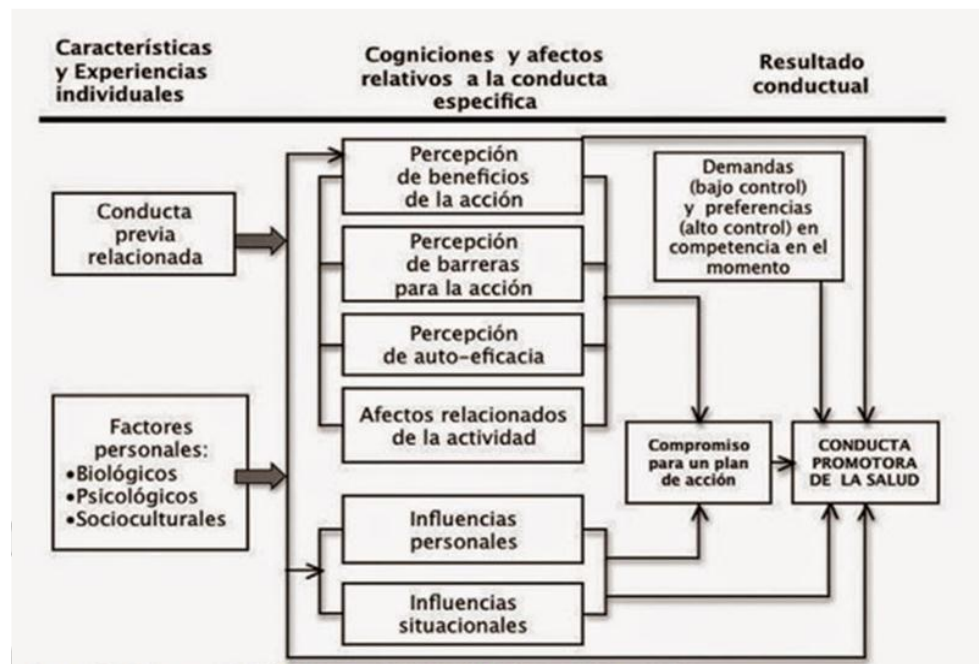 Características
y Experiencias
individuales
Cogniciones y afectos
relativos a la conducta
especifica
Resultado
conductual
Conducta
previa
relacionada
Factores
personales:
•Biológicos
•Psicológicos
•Socioculturales
Percepción
de beneficios
de la acción
Percepción
de barreras
para la acción
Percepción
de auto-eficacia
Afectos relacionados
de la actividad
Influencias
personales
Influencias
situacionales
Demandas
(bajo control)
y preferencias
(alto control) en
competencia en el
momento
Compromiso
para un plan
de acción
CONDUCTA
PROMOTORA
DE LA SALUD